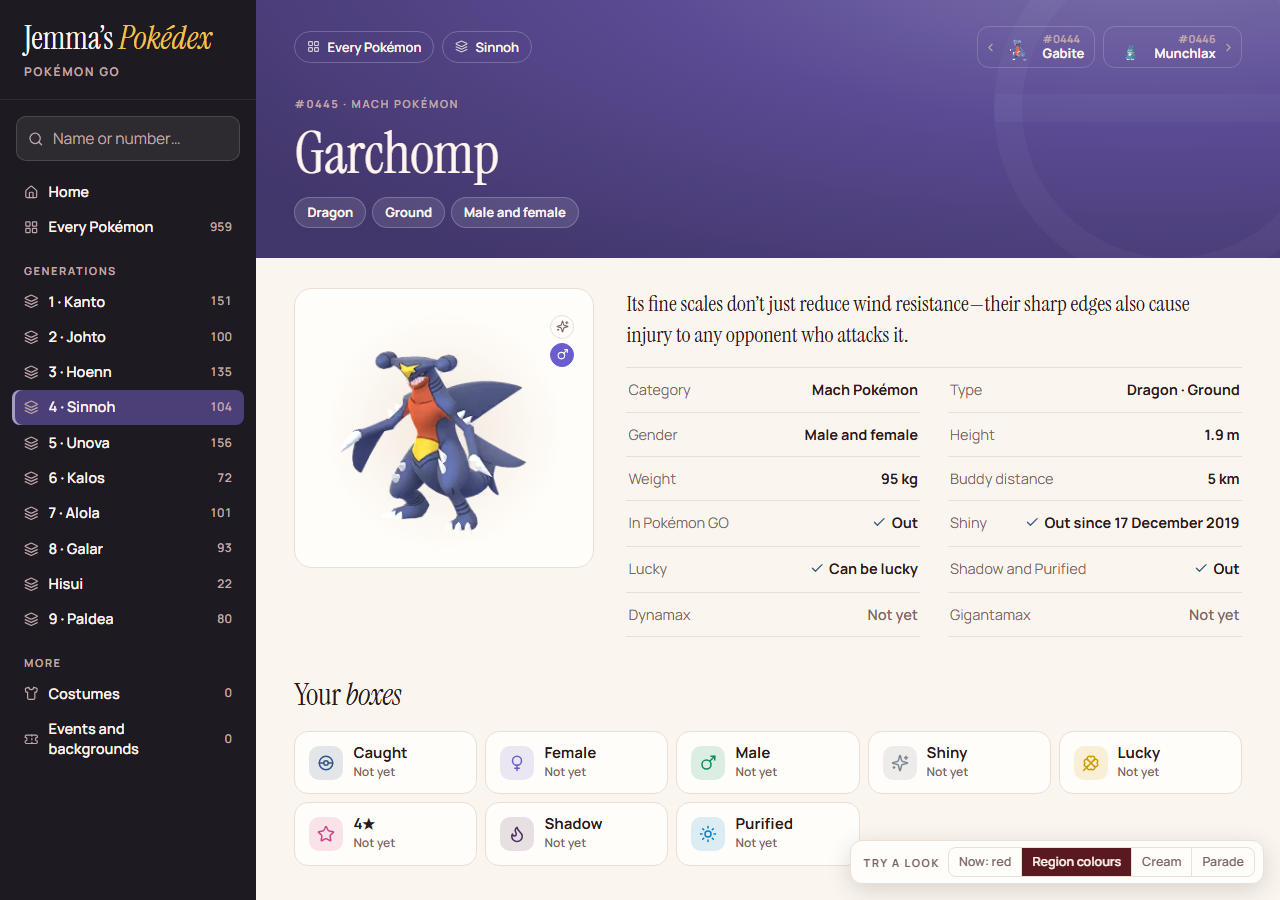 Jemma's Pokédex
POKÉMON GO
Name or number...
Home
Every Pokémon 959
GENERATIONS
1 · Kanto 151
2 · Johto 100
3 · Hoenn 135
4 · Sinnoh 104
5 · Unova 156
6 · Kalos 72
7 · Alola 101
8 · Galar 93
Hisui 22
9 · Paldea 80
MORE
Costumes 0
Events and
backgrounds 0
Every Pokémon Sinnoh
#0444
Gabite
#0446
Munchlax
#0445 · MACH POKÉMON
Garchomp
Dragon Ground Male and female
Its fine scales don't just reduce wind resistance—their sharp edges also cause
injury to any opponent who attacks it.
Category Mach Pokémon Type Dragon · Ground
Gender Male and female Height 1.9 m
Weight 95 kg Buddy distance 5 km
In Pokémon GO Out Shiny Out since 17 December 2019
Lucky Can be lucky Shadow and Purified Out
Dynamax Not yet Gigantamax Not yet
Your boxes
Caught Female Male Shiny Lucky
Not yet Not yet Not yet Not yet Not yet
4★ Shadow Purified
Not yet Not yet Not yet
TRY A LOOK Now: red Region colours Cream Parade